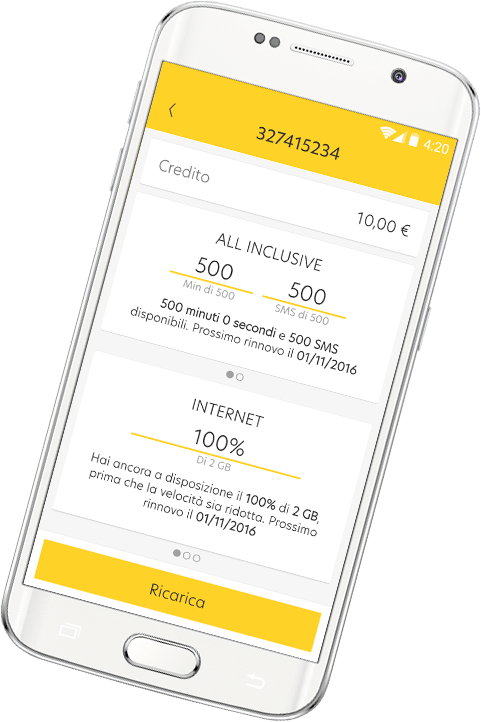 4:20
327415234
Credito
10,00 €
ALL INCLUSIVE
500
Min di 500
500
SMS di 500
500 minuti 0 secondi e 500 SMS
disponibili. Prossimo rinnovo il 01/11/2016
INTERNET
100%
Di 2 GB
Hai ancora a disposizione il 100% di 2 GB,
prima che la velocità sia ridotta. Prossimo
rinnovo il 01/11/2016
Ricarica